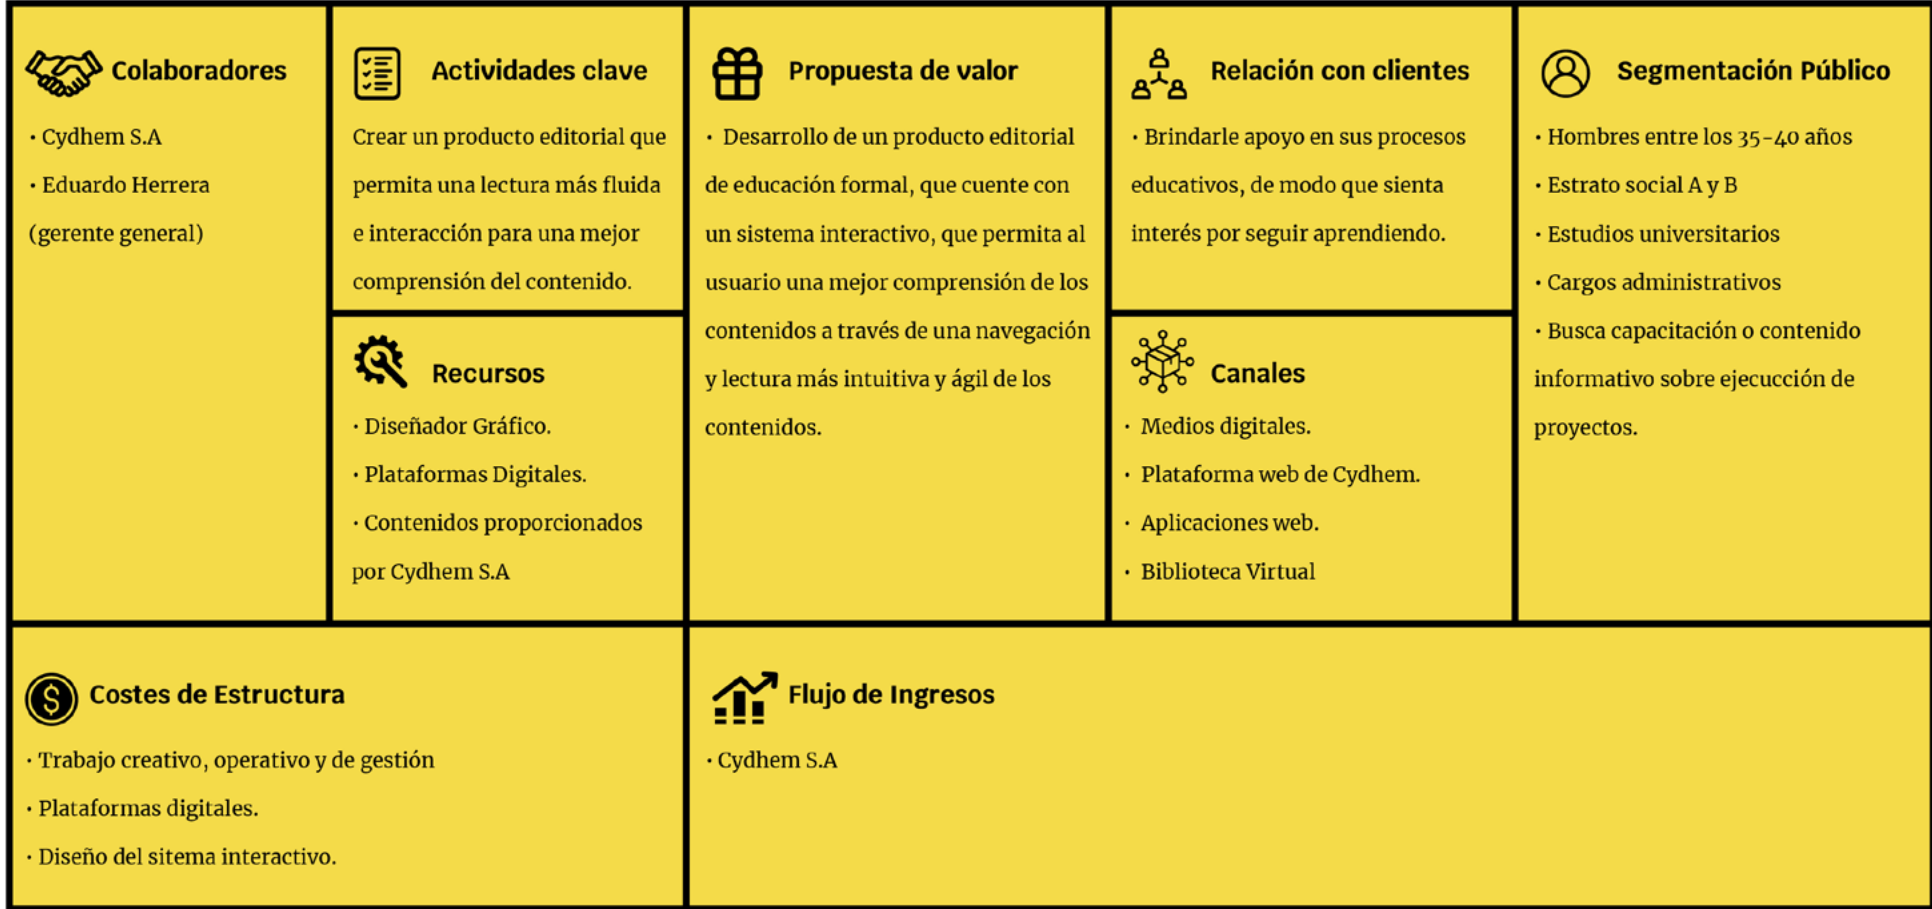 Colaboradores
· Cydhem S.A
· Eduardo Herrera
(gerente general)
Actividades clave
Crear un producto editorial que
permita una lectura más fluida
e interacción para una mejor
comprensión del contenido.
Recursos
· Diseñador Gráfico.
· Plataformas Digitales.
· Contenidos proporcionados
por Cydhem S.A
Propuesta de valor
· Desarrollo de un producto editorial
de educación formal, que cuente con
un sistema interactivo, que permita al
usuario una mejor comprensión de los
contenidos a través de una navegación
y lectura más intuitiva y ágil de los
contenidos.
Relación con clientes
· Brindarle apoyo en sus procesos
educativos, de modo que sienta
interés por seguir aprendiendo.
Canales
· Medios digitales.
· Plataforma web de Cydhem.
· Aplicaciones web.
· Biblioteca Virtual
Segmentación Público
· Hombres entre los 35-40 años
· Estrato social A y B
· Estudios universitarios
· Cargos administrativos
· Busca capacitación o contenido
informativo sobre ejecucción de
proyectos.
Costes de Estructura
· Trabajo creativo, operativo y de gestión
· Plataformas digitales.
· Diseño del sitema interactivo.
Flujo de Ingresos
· Cydhem S.A